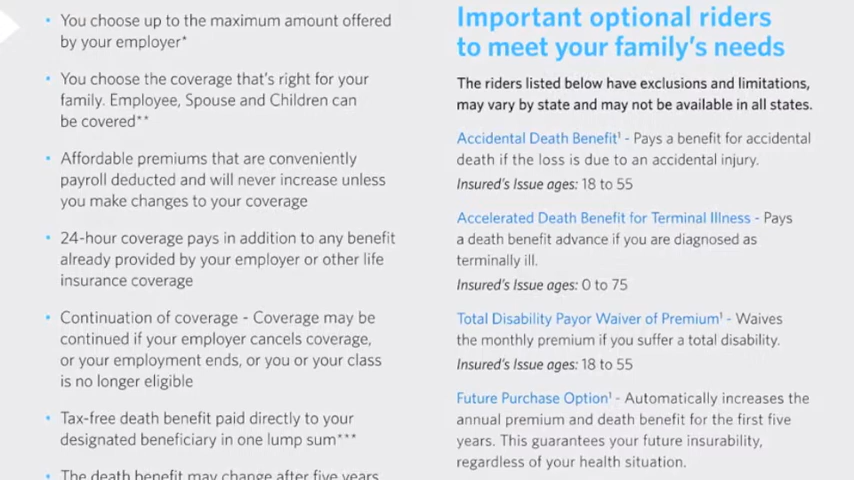 • You choose up to the maximum amount offered
by your employer*
• You choose the coverage that's right for your
family. Employee, Spouse and Children can
be covered**
• Affordable premiums that are conveniently
payroll deducted and will never increase unless
you make changes to your coverage
• 24-hour coverage pays in addition to any benefit
already provided by your employer or other life
insurance coverage
• Continuation of coverage - Coverage may be
continued if your employer cancels coverage,
or your employment ends, or you or your class
is no longer eligible
• Tax-free death benefit paid directly to your
designated beneficiary in one lump sum***
• The death benefit may change after five years
Important optional riders
to meet your family's needs
The riders listed below have exclusions and limitations,
may vary by state and may not be available in all states.
Accidental Death Benefit¹ - Pays a benefit for accidental
death if the loss is due to an accidental injury.
Insured's Issue ages: 18 to 55
Accelerated Death Benefit for Terminal Illness - Pays
a death benefit advance if you are diagnosed as
terminally ill.
Insured's Issue ages: 0 to 75
Total Disability Payor Waiver of Premium¹ - Waives
the monthly premium if you suffer a total disability.
Insured's Issue ages: 18 to 55
Future Purchase Option¹ - Automatically increases the
annual premium and death benefit for the first five
years. This guarantees your future insurability,
regardless of your health situation.